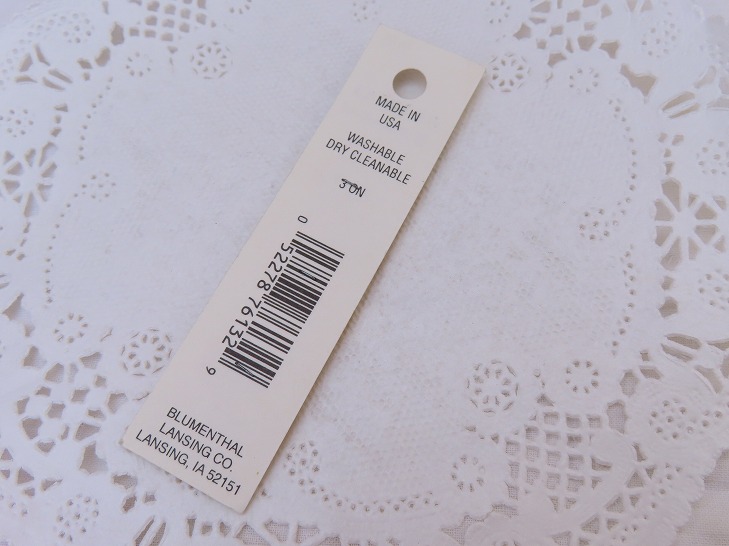 MADE IN
USA
WASHABLE
DRY CLEANABLE
3 ON
0 52278 76132 9
BLUMENTHAL
LANSING CO.
LANSING, IA 52151